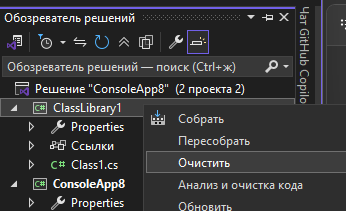 Обозреватель решений
Обозреватель решений — поиск (Ctrl+ж)
Решение "ConsoleApp8" (2 проекта 2)
C# ClassLibrary1
Properties
Ссылки
C# Class1.cs
C# ConsoleApp8
Properties
Собрать
Пересобрать
Очистить
Анализ и очистка кода
Обновить
Чат GitHub Copilo